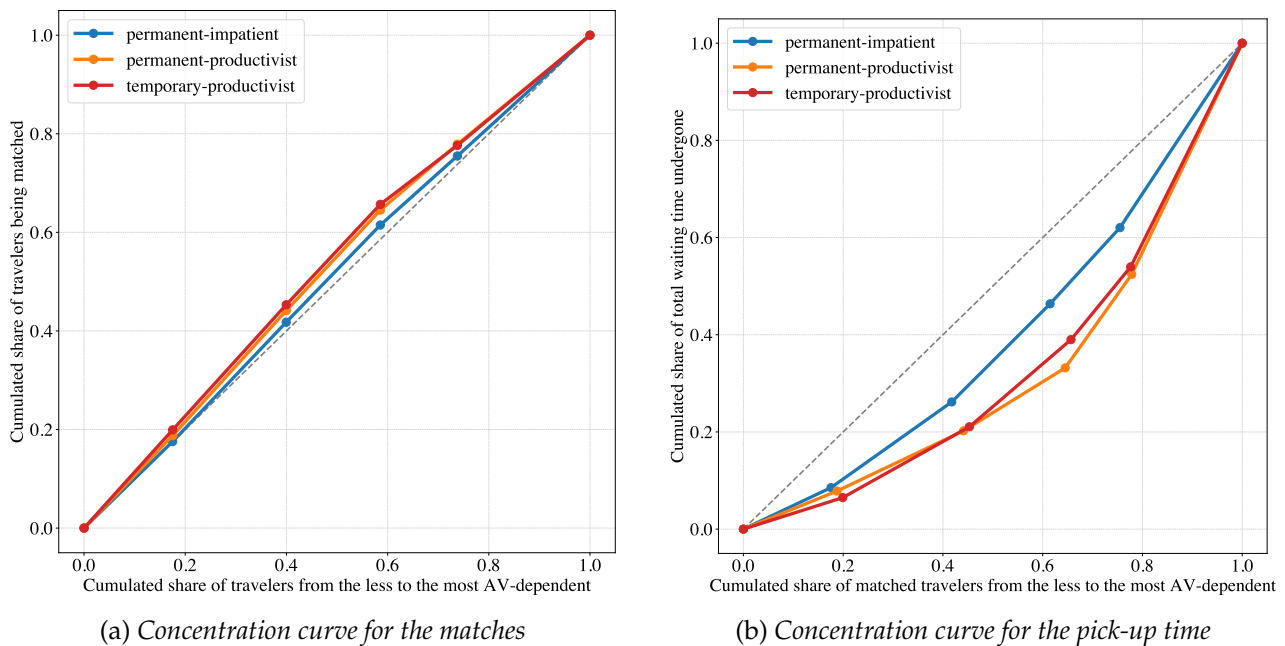 permanent-impatient
permanent-productivist
temporary-productivist
1.0
0.8
0.6
0.4
0.2
0.0
Cumulated share of travelers being matched
0.0 0.2 0.4 0.6 0.8 1.0
Cumulated share of travelers from the less to the most AV-dependent
(a) Concentration curve for the matches
permanent-impatient
permanent-productivist
temporary-productivist
1.0
0.8
0.6
0.4
0.2
0.0
Cumulated share of total waiting time undergone
0.0 0.2 0.4 0.6 0.8 1.0
Cumulated share of matched travelers from the less to the most AV-dependent
(b) Concentration curve for the pick-up time